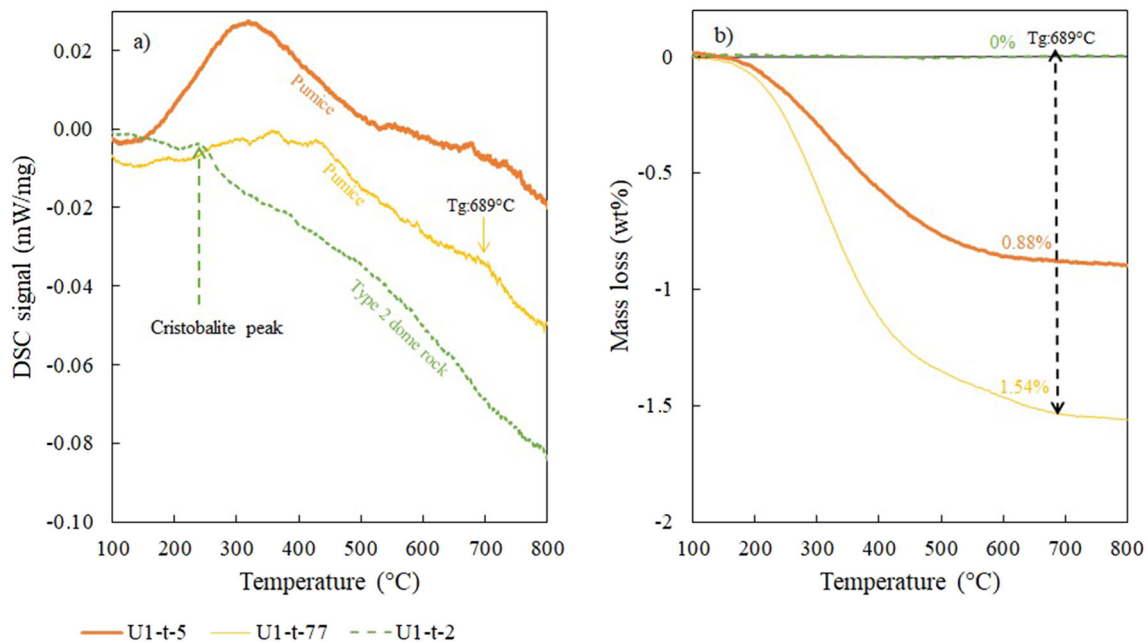 a)
0.02
0.00
-0.02
-0.04
-0.06
-0.08
-0.10
DSC signal (mW/mg)
Pumice
Pumice
Tg:689°C
Cristobalite peak
Type 2 dome rock
100 200 300 400 500 600 700 800
Temperature (°C)
b)
0%
Tg:689°C
0
-0.5
-1
-1.5
-2
Mass loss (wt%)
0.88%
1.54%
100 200 300 400 500 600 700 800
Temperature (°C)
U1-t-5 U1-t-77 U1-t-2